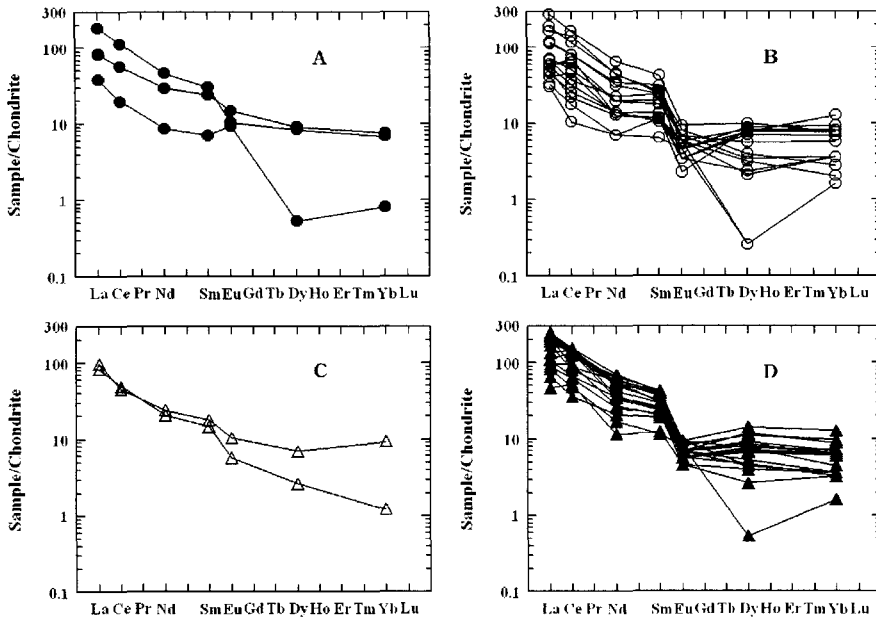 300
100
10
1
0.1
Sample/Chondrite
A
La Ce Pr Nd Sm Eu Gd Tb Dy Ho Er Tm Yb Lu
300
100
10
1
0.1
Sample/Chondrite
B
La Ce Pr Nd Sm Eu Gd Tb Dy Ho Er Tm Yb Lu
300
100
10
1
0.1
Sample/Chondrite
C
La Ce Pr Nd Sm Eu Gd Tb Dy Ho Er Tm Yb Lu
300
100
10
1
0.1
Sample/Chondrite
D
La Ce Pr Nd Sm Eu Gd Tb Dy Ho Er Tm Yb Lu